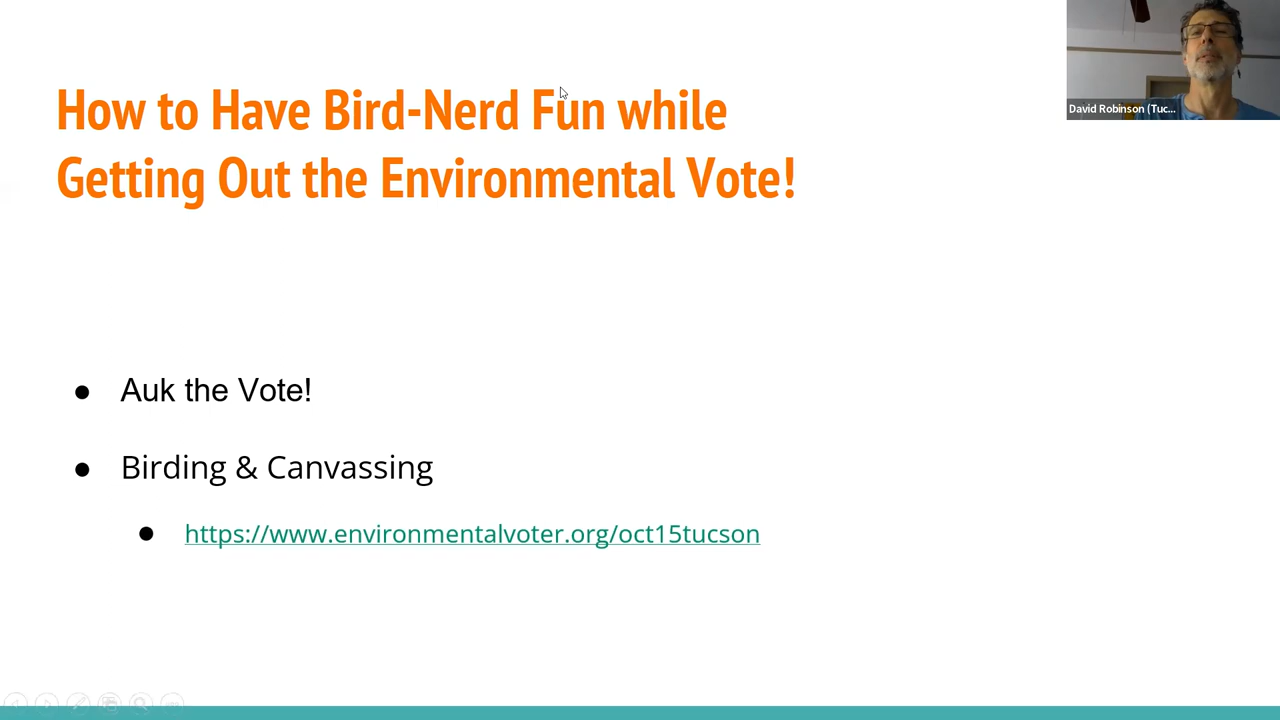 How to Have Bird-Nerd Fun while
Getting Out the Environmental Vote!
David Robinson (Tuc...
● Auk the Vote!
● Birding & Canvassing
● https://www.environmentalvoter.org/oct15tucson